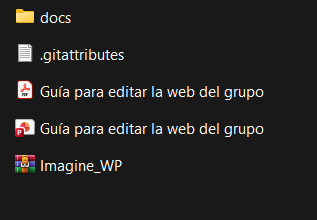 docs
.gitattributes
Guía para editar la web del grupo
Guía para editar la web del grupo
Imagine_WP